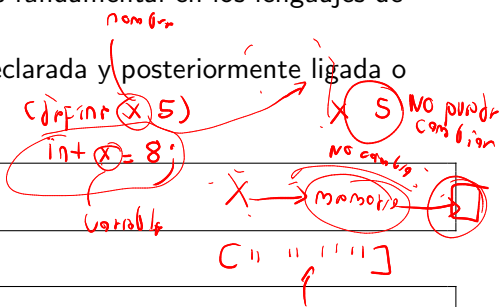 s fundamental en los lenguajes de
nombre
eclarada y posteriormente ligada o
(define x 5)
x 5 No puede cambiar
int x = 8;
No cambia
X memoria
variable
[" " " " "]